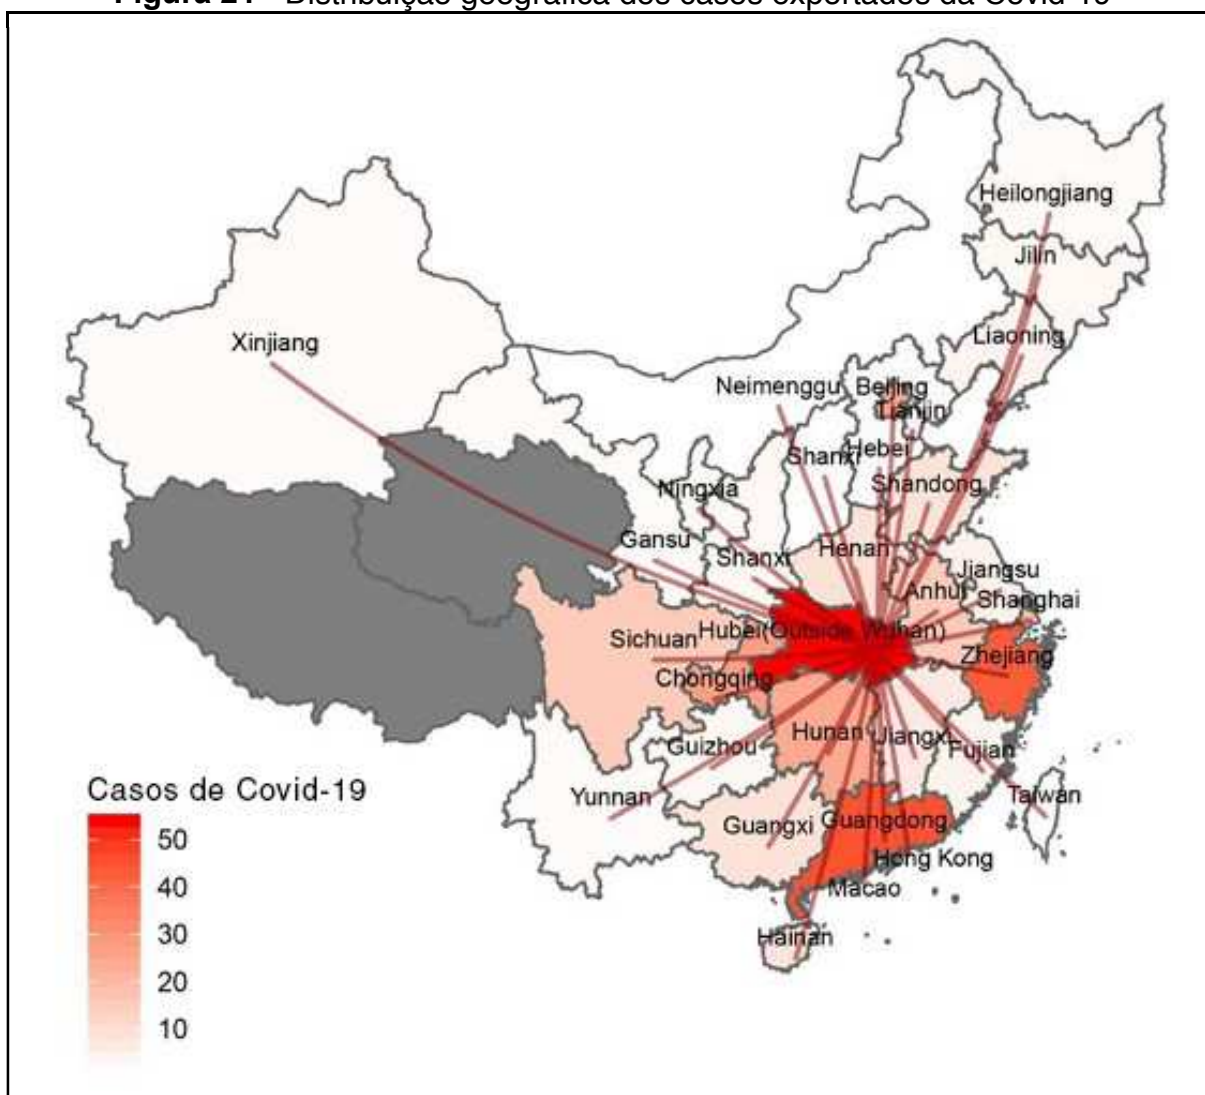 Figura 21 - Distribuição geográfica dos casos exportados da Covid-19
Heilongjiang
Jilin
Xinjiang
Liaoning
Neimenggu
Beijing
Tianjin
Shanxi
Hebei
Ningxia
Shandong
Gansu
Shanxi
Henan
Jiangsu
Anhui
Shanghai
Sichuan
Hubei(Outside Wuhan)
Zhejiang
Chongqing
Guizhou
Hunan
Jiangxi
Fujian
Yunnan
Taiwan
Guangxi
Guangdong
Hong Kong
Macao
Hainan
Casos de Covid-19
50
40
30
20
10